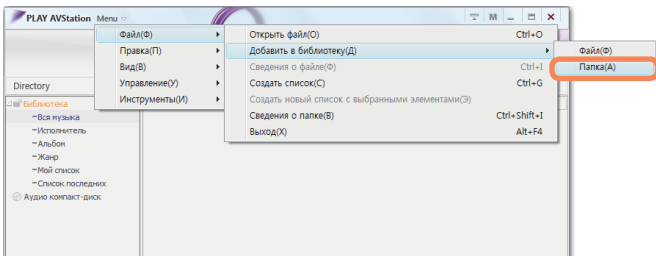 PLAY AVStation Menu
M
Файл(Ф)
Правка(П)
Вид(В)
Управление(У)
Инструменты(И)
Открыть файл(О) Ctrl+O
Добавить в библиотеку(Д)
Сведения о файле(Ф) Ctrl+I
Создать список(С) Ctrl+G
Создать новый список с выбранными элементами(Э)
Сведения о папке(В) Ctrl+Shift+I
Выход(Х) Alt+F4
Файл(Ф)
Папка(А)
Directory
Библиотека
Вся музыка
Исполнитель
Альбом
Жанр
Мой список
Список последних
Аудио компакт-диск